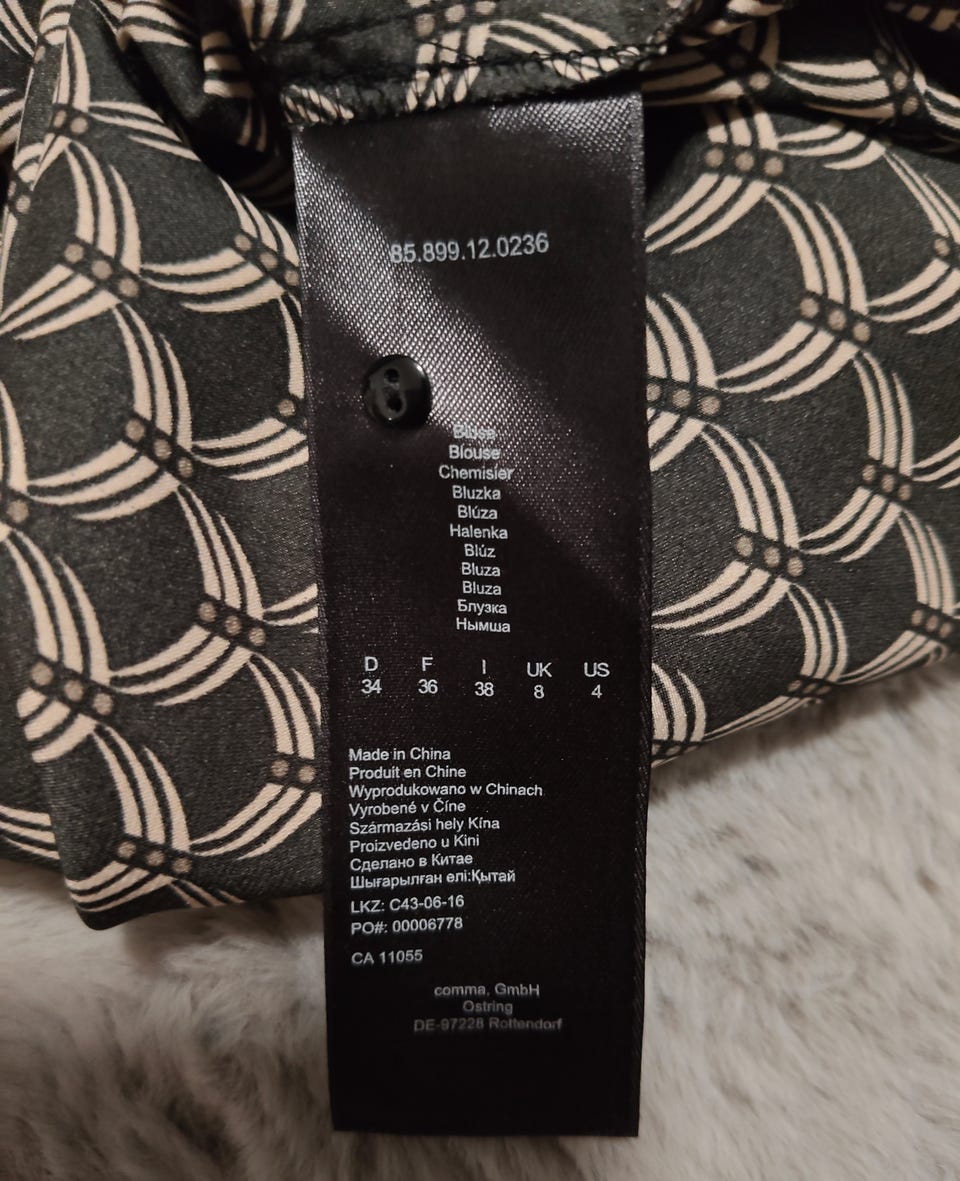 85.899.12.0236
Bluse
Blouse
Chemisier
Bluzka
Blúza
Halenka
Blúz
Bluza
Bluza
Блузка
Нымша
D F I UK US
34 36 38 8 4
Made in China
Produit en Chine
Wyprodukowano w Chinach
Vyrobené v Číne
Származási hely Kína
Proizvedeno u Kini
Сделано в Китае
Шығарылған елі:Қытай
LKZ: C43-06-16
PO#: 00006778
CA 11055
comma, GmbH
Ostring
DE-97228 Rottendorf